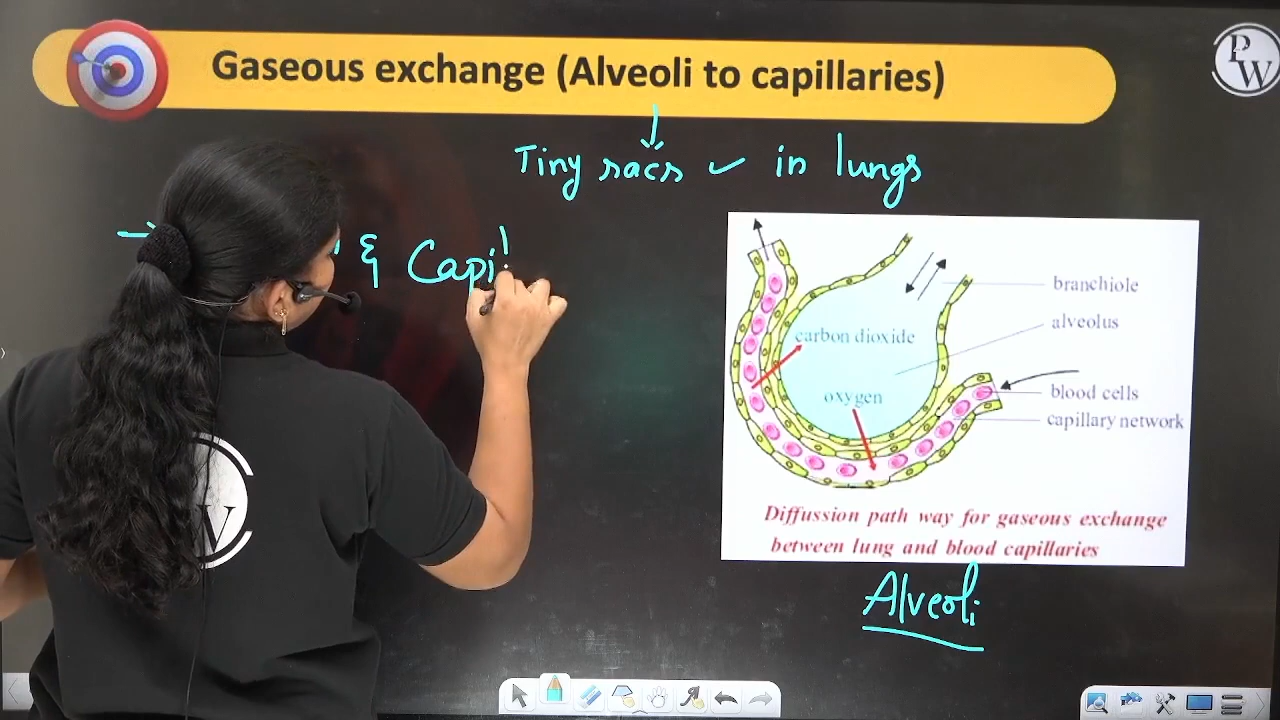 Gaseous exchange (Alveoli to capillaries)
PW
Tiny sacs in lungs
& Capi
branchiole
alveolus
carbon dioxide
oxygen
blood cells
capillary network
Diffussion path way for gaseous exchange
between lung and blood capillaries
Alveoli
W